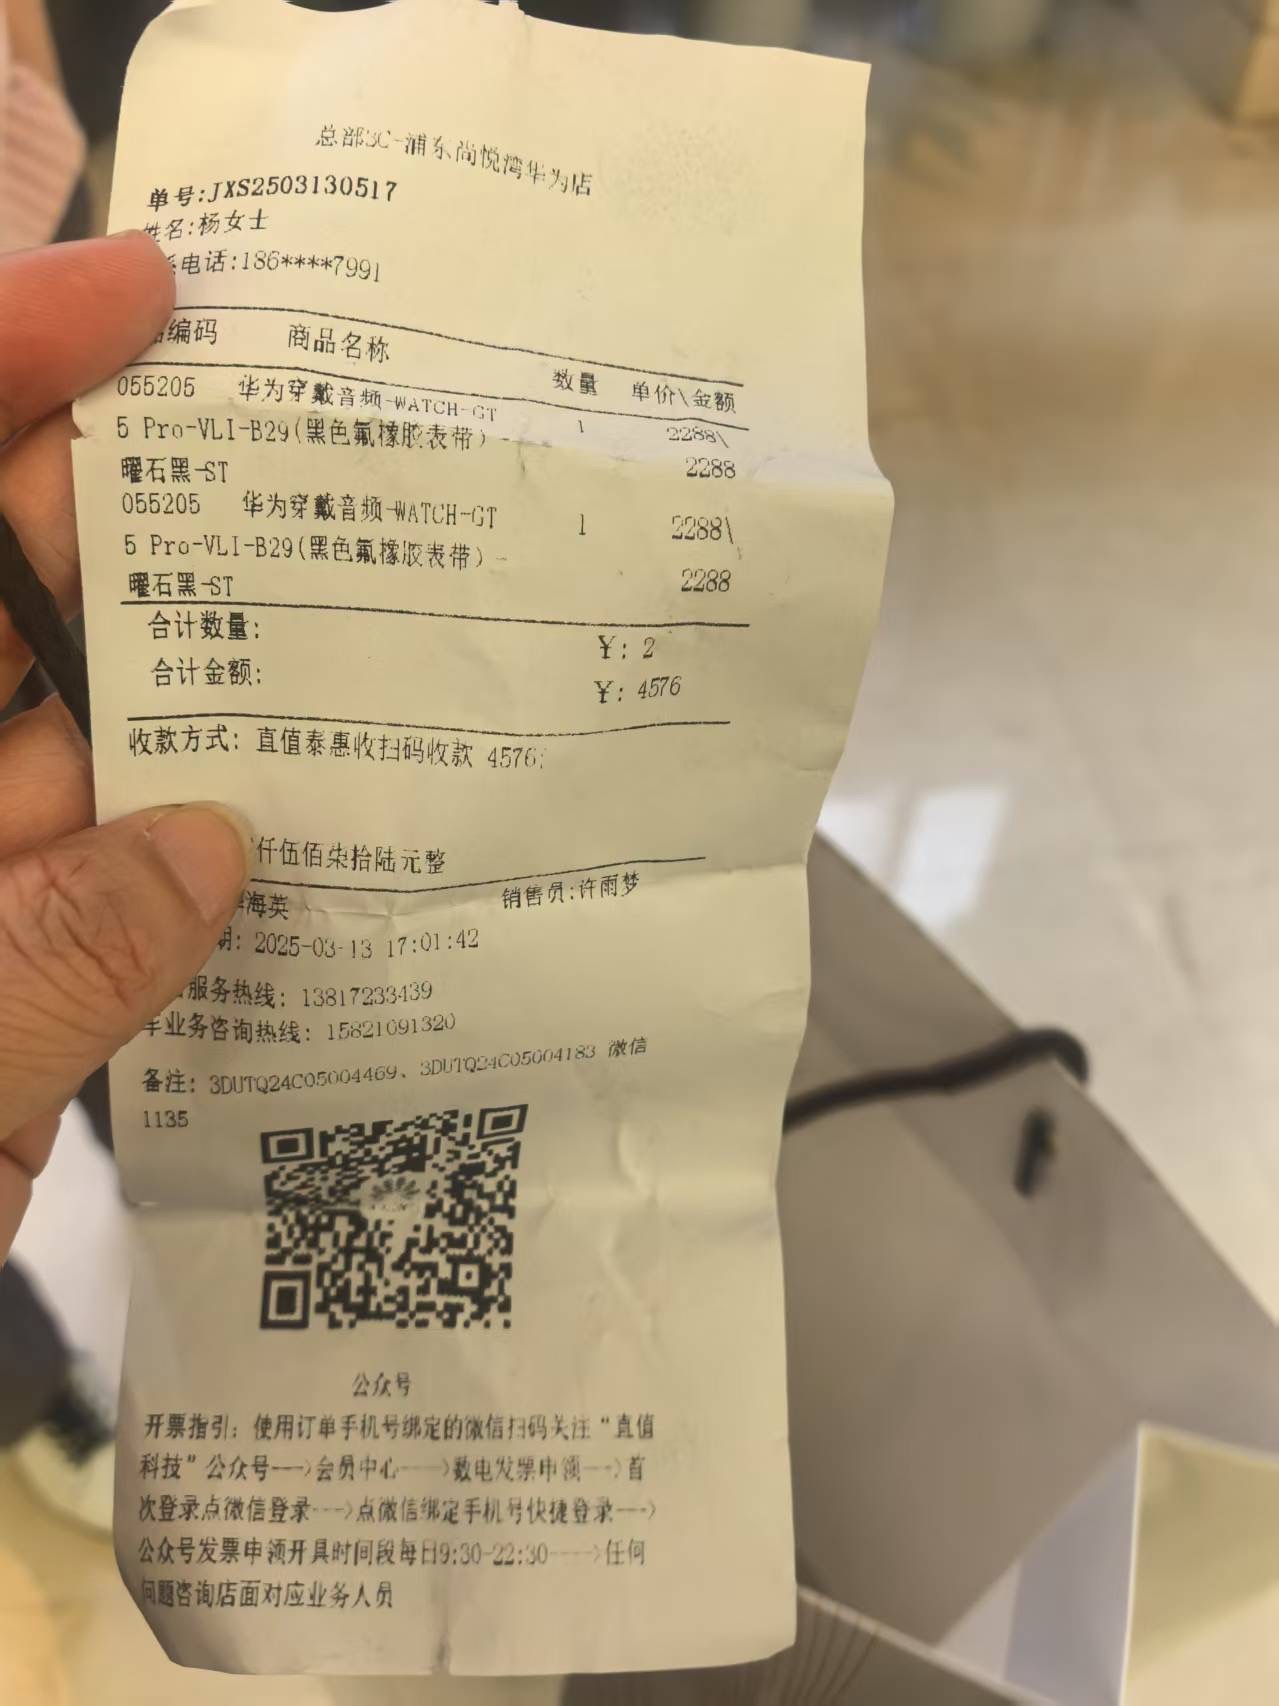 总部3C-浦东尚悦湾华为店
单号:JXS2503130517
姓名:杨女士
电话:186****7991
编码 商品名称 数量 单价\金额
055205 华为穿戴音频-WATCH-GT 1 2288\
5 Pro-VLI-B29(黑色氟橡胶表带)-
曜石黑-ST 2288
055205 华为穿戴音频-WATCH-GT 1 2288\
5 Pro-VLI-B29(黑色氟橡胶表带)-
曜石黑-ST 2288
合计数量: ¥: 2
合计金额: ¥: 4576
收款方式: 直值泰惠收扫码收款 4576;
仟伍佰柒拾陆元整
海英 销售员:许雨梦
期: 2025-03-13 17:01:42
服务热线: 13817233439
业务咨询热线: 15821091320
备注: 3DUTQ24C05004469、3DUTQ24C05004183 微信
1135
公众号
开票指引: 使用订单手机号绑定的微信扫码关注“直值
科技”公众号--->会员中心---->数电发票申领--->首
次登录点微信登录--->点微信绑定手机号快捷登录--->
公众号发票申领开具时间段每日9:30-22:30---->任何
问题咨询店面对应业务人员